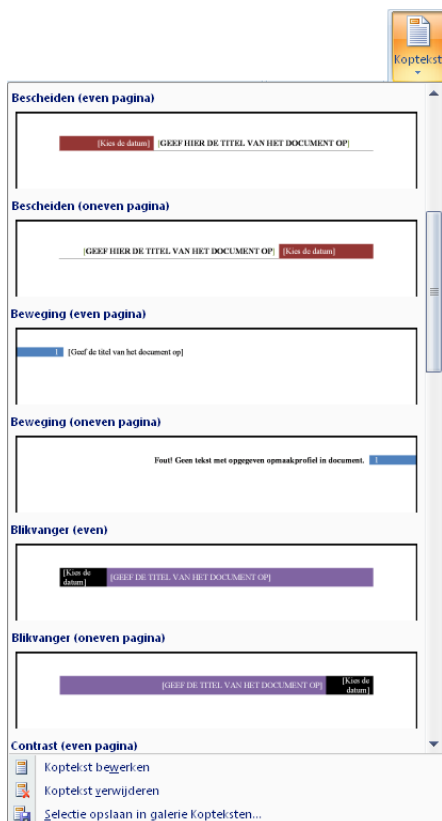 Koptekst
Bescheiden (even pagina)
[Kies de datum] [GEEF HIER DE TITEL VAN HET DOCUMENT OP]
Bescheiden (oneven pagina)
[GEEF HIER DE TITEL VAN HET DOCUMENT OP] [Kies de datum]
Beweging (even pagina)
1 [Geef de titel van het document op]
Beweging (oneven pagina)
Fout! Geen tekst met opgegeven opmaakprofiel in document. 1
Blikvanger (even)
[Kies de
datum] [GEEF DE TITEL VAN HET DOCUMENT OP]
Blikvanger (oneven pagina)
[GEEF DE TITEL VAN HET DOCUMENT OP] [Kies de
datum]
Contrast (even pagina)
Koptekst bewerken
Koptekst verwijderen
Selectie opslaan in galerie Kopteksten...